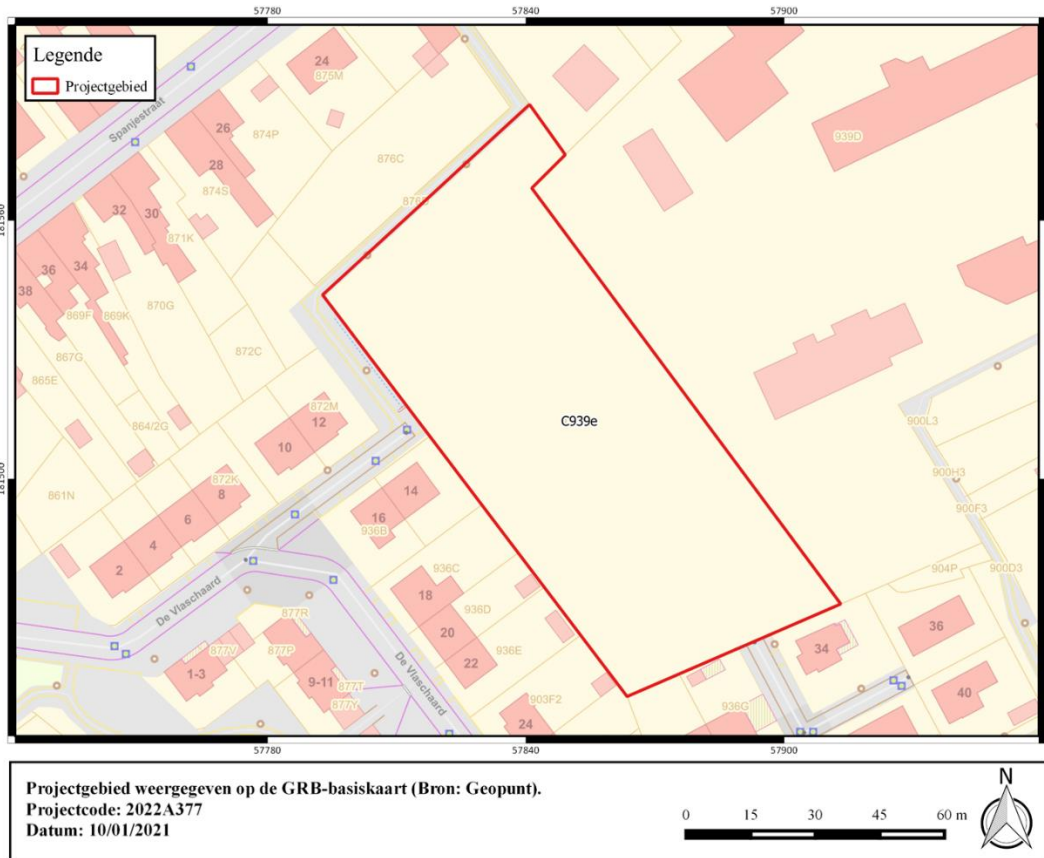 57780 57840 57900
Legende
Projectgebied
24
875M
Spanjestraat
26
874P
939D
28
876C
874S
32
30
181560
871K
36
34
38
870G
869F
869K
872C
867G
865E
864/2G
872M
12
C939e
900L3
10
861N
872K
8
14
900H3
181500
6
16
936B
900F3
4
936C
2
904P
900D3
De Vlaschaard
18
936D
877R
20
36
877V
877P
936E
34
22
1-3
9-11
877T
De Vlaschaard
903F2
40
877Y
24
936G
57780 57840 57900
Projectgebied weergegeven op de GRB-basiskaart (Bron: Geopunt).
Projectcode: 2022A377
Datum: 10/01/2021
N
0 15 30 45 60 m